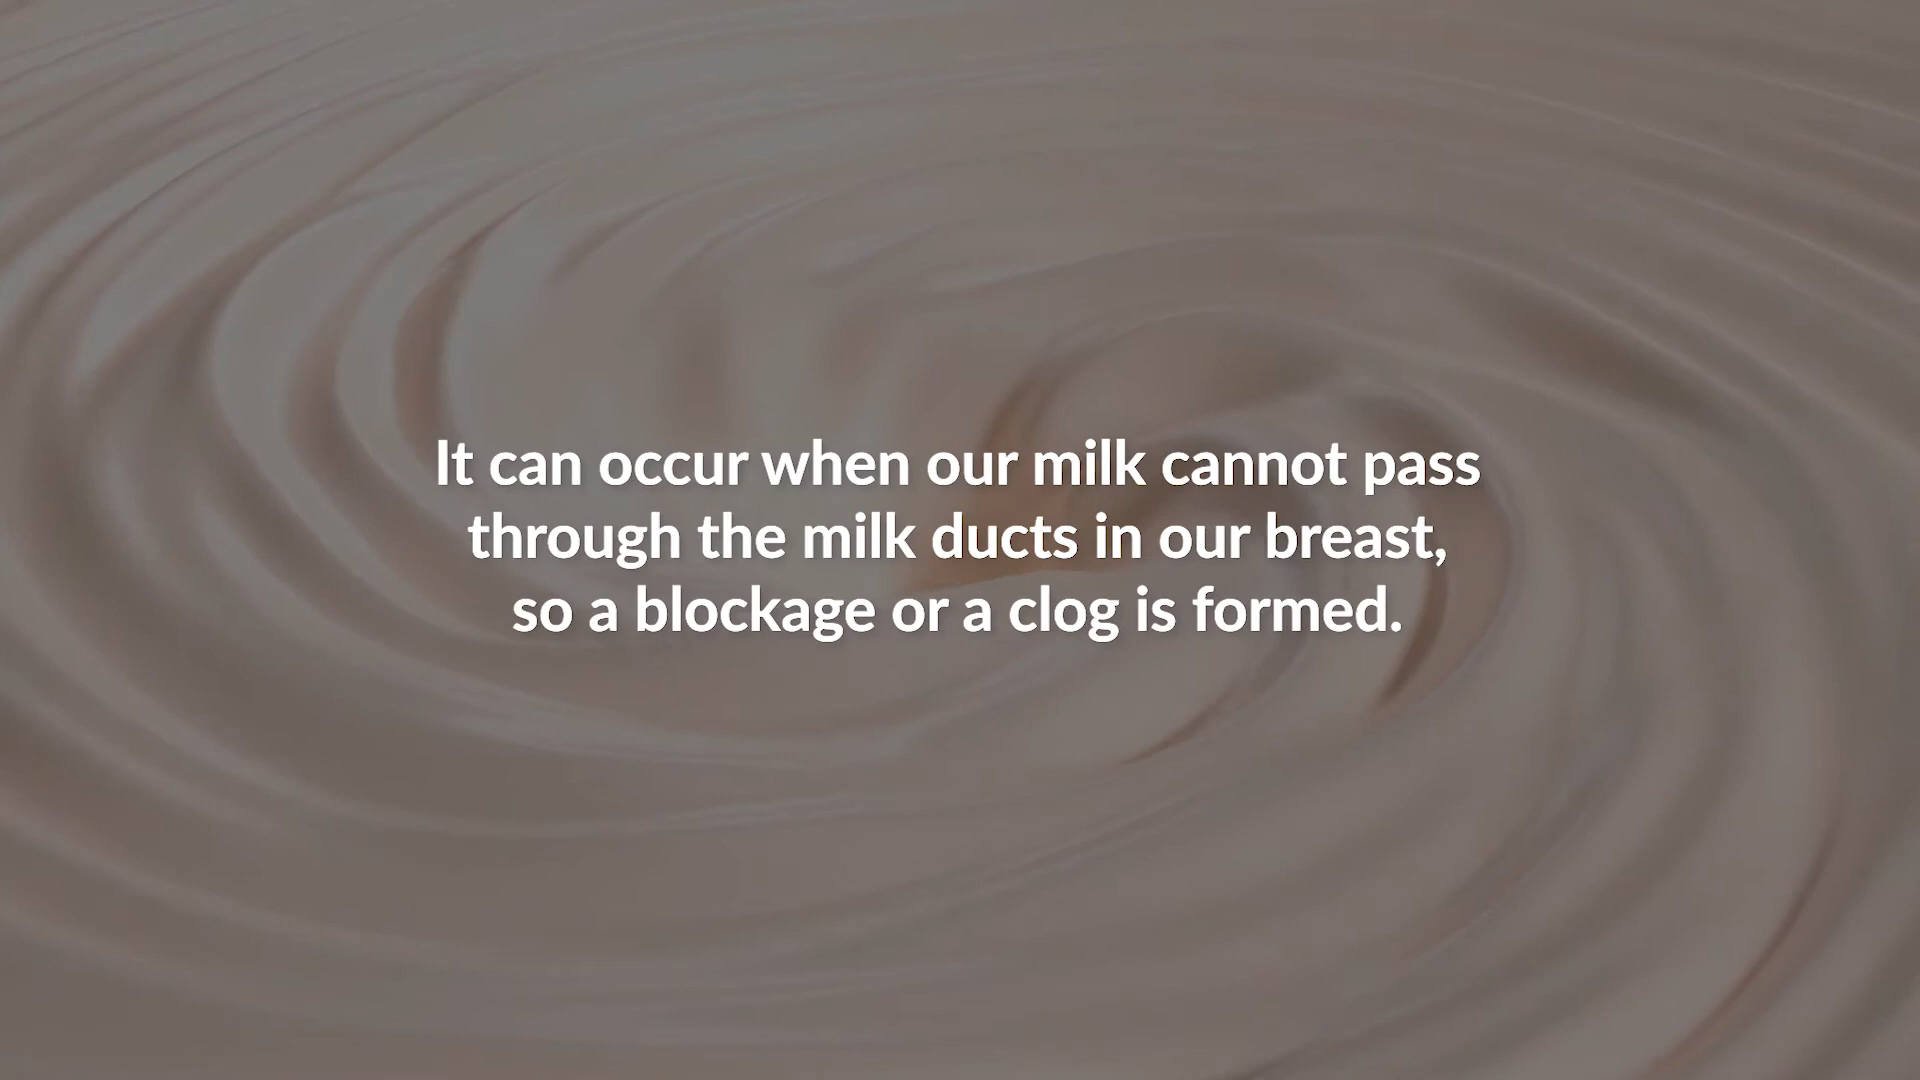 It can occur when our milk cannot pass
through the milk ducts in our breast,
so a blockage or a clog is formed.